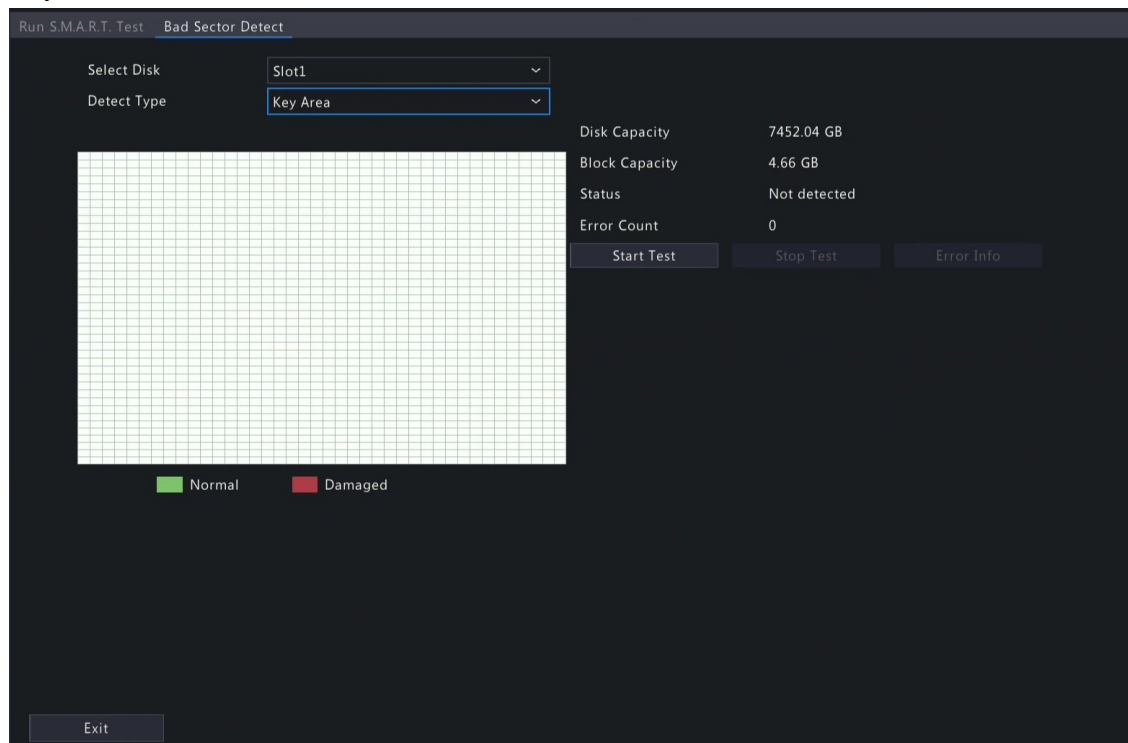 Run S.M.A.R.T. Test Bad Sector Detect
Select Disk Slot1
Detect Type Key Area
Disk Capacity 7452.04 GB
Block Capacity 4.66 GB
Status Not detected
Error Count 0
Start Test Stop Test Error Info
Normal Damaged
Exit